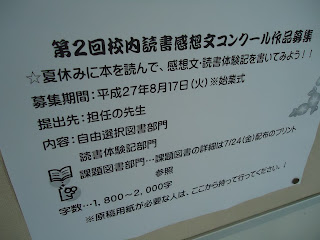 第2回校内読書感想文コンクール作品募集
☆夏休みに本を読んで、感想文・読書体験記を書いてみよう！！
募集期間：平成27年8月17日(火)※始業式
提出先：担任の先生
内容：自由選択図書部門
読書体験記部門
課題図書部門…課題図書の詳細は7/24(金)配布のプリント
参照
字数…1,800～2,000字
※原稿用紙が必要な人は、ここから持って行ってください。(